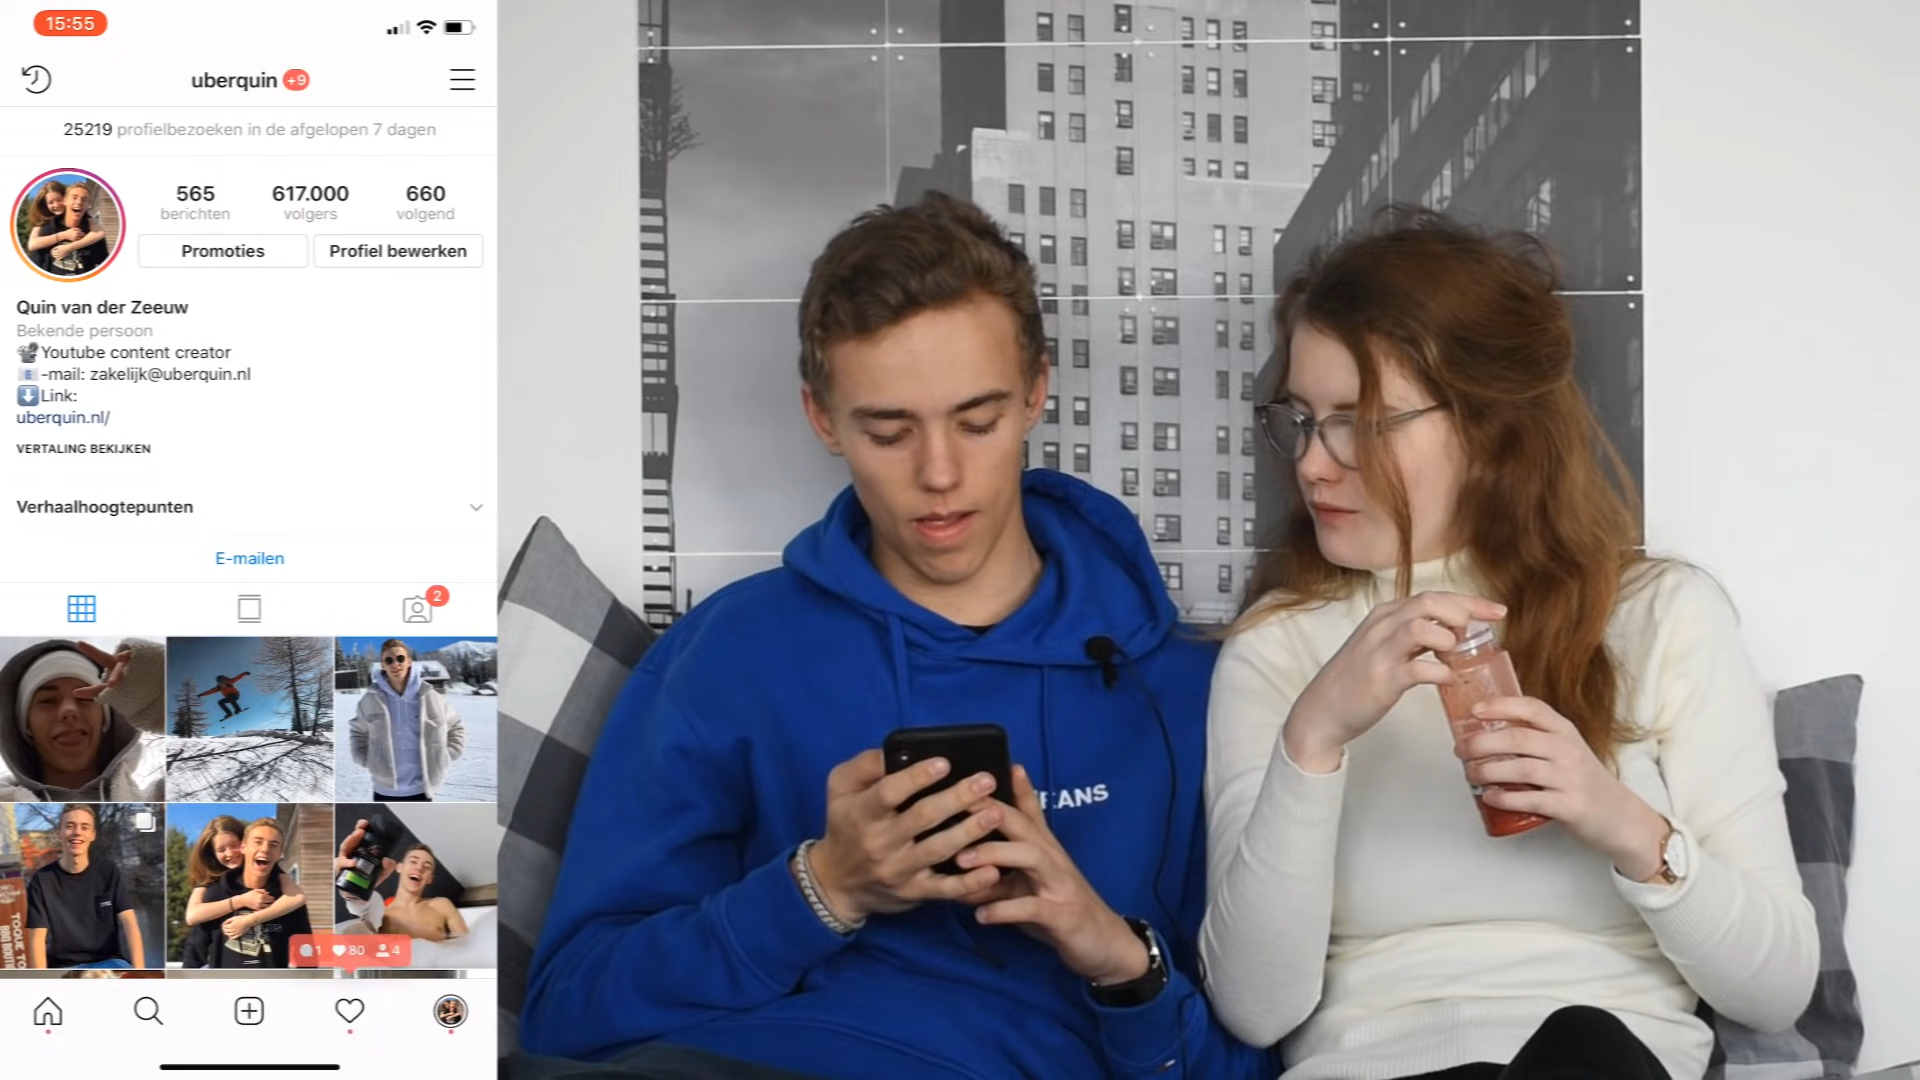 15:55
uberquin +9
25219 profielbezoeken in de afgelopen 7 dagen
565 617.000 660
berichten volgers volgend
Promoties Profiel bewerken
Quin van der Zeeuw
Bekende persoon
Youtube content creator
-mail: zakelijk@uberquin.nl
Link:
uberquin.nl/
VERTALING BEKIJKEN
Verhaalhoogtepunten
E-mailen
2
1 80 4